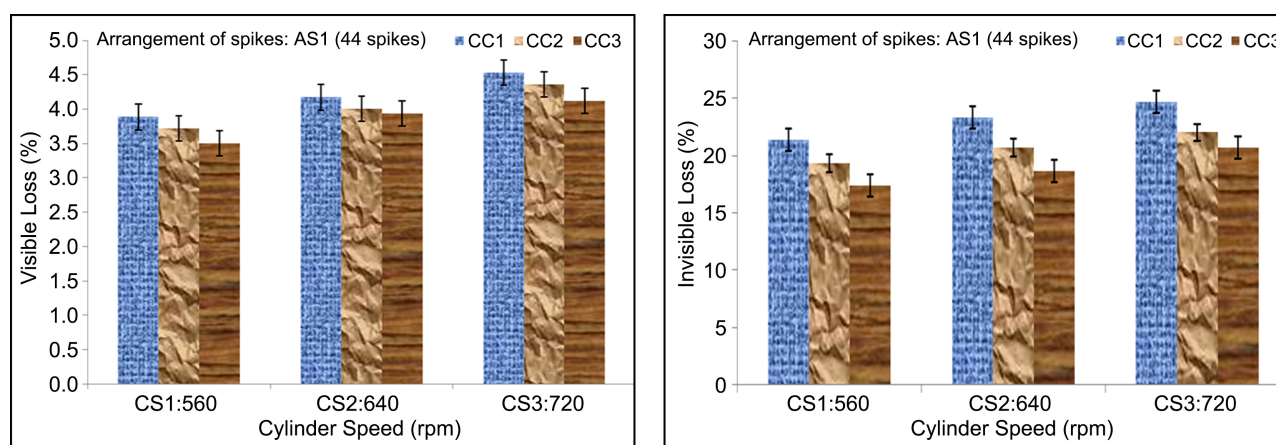 Arrangement of spikes: AS1 (44 spikes)
CC1 CC2 CC3
Visible Loss (%)
5.0
4.5
4.0
3.5
3.0
2.5
2.0
1.5
1.0
0.5
0.0
CS1:560 CS2:640 CS3:720
Cylinder Speed (rpm)
Arrangement of spikes: AS1 (44 spikes)
CC1 CC2 CC3
Invisible Loss (%)
30
25
20
15
10
5
0
CS1:560 CS2:640 CS3:720
Cylinder Speed (rpm)